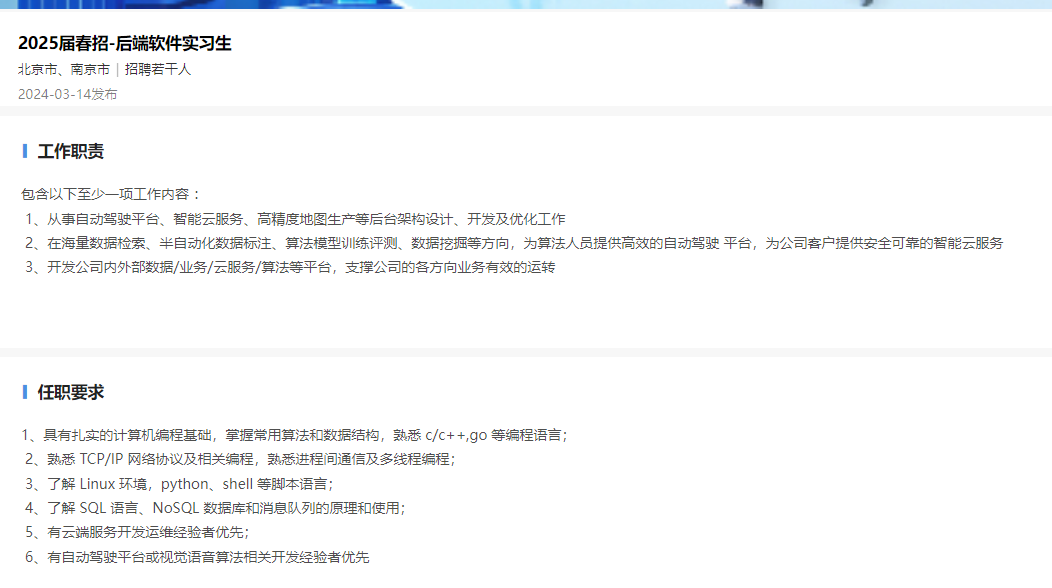 2025届春招-后端软件实习生
北京市、南京市 | 招聘若干人
2024-03-14发布
工作职责
包含以下至少一项工作内容：
1、从事自动驾驶平台、智能云服务、高精度地图生产等后台架构设计、开发及优化工作
2、在海量数据检索、半自动化数据标注、算法模型训练评测、数据挖掘等方向，为算法人员提供高效的自动驾驶 平台，为公司客户提供安全可靠的智能云服务
3、开发公司内外部数据/业务/云服务/算法等平台，支撑公司的各方向业务有效的运转
任职要求
1、具有扎实的计算机编程基础，掌握常用算法和数据结构，熟悉 c/c++,go 等编程语言；
2、熟悉 TCP/IP 网络协议及相关编程，熟悉进程间通信及多线程编程；
3、了解 Linux 环境，python、shell 等脚本语言；
4、了解 SQL 语言、NoSQL 数据库和消息队列的原理和使用；
5、有云端服务开发运维经验者优先；
6、有自动驾驶平台或视觉语音算法相关开发经验者优先